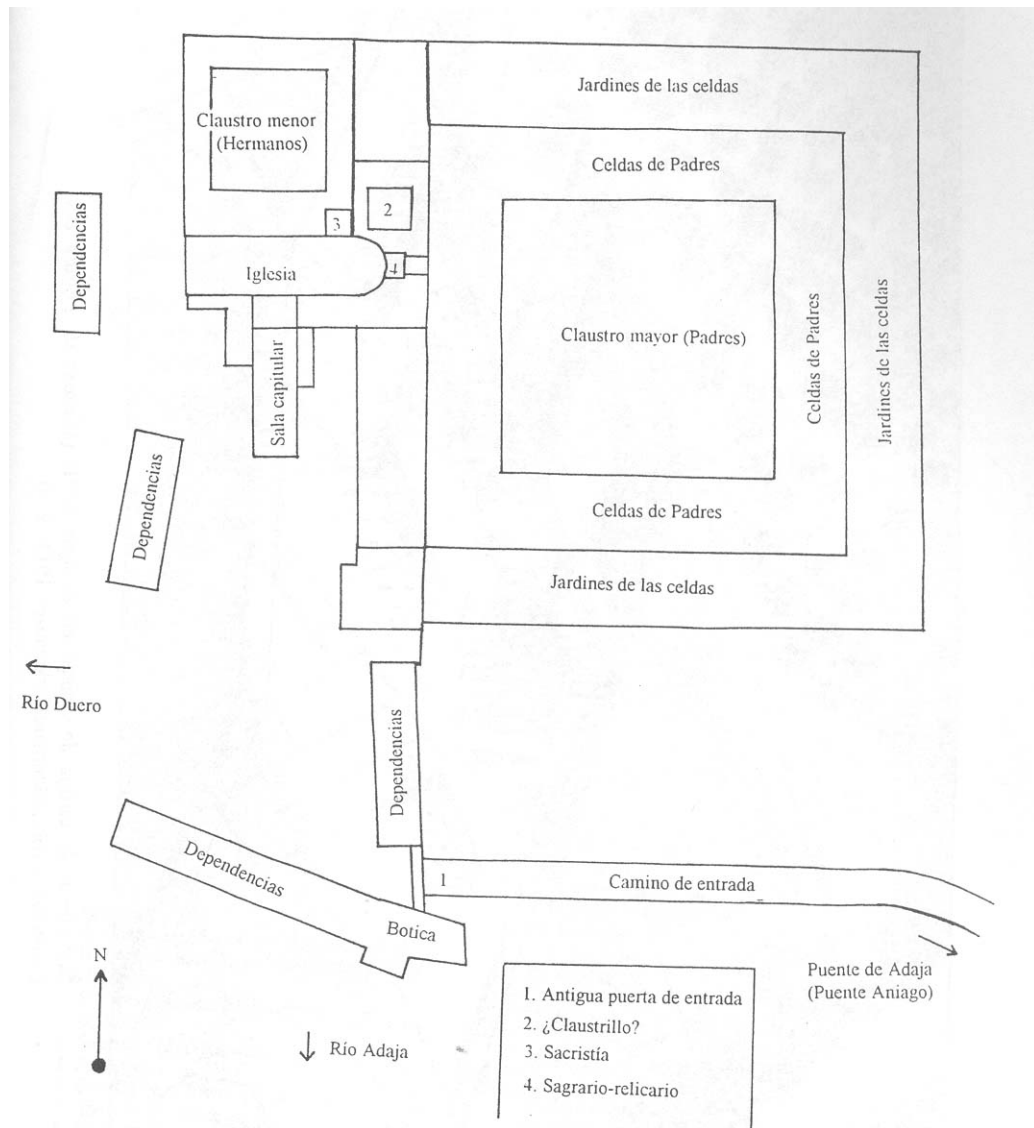 Jardines de las celdas
Claustro menor
(Hermanos)
Celdas de Padres
Dependencias
2
3
4
Iglesia
Claustro mayor (Padres)
Celdas de Padres
Jardines de las celdas
Sala capitular
Dependencias
Celdas de Padres
Jardines de las celdas
Río Duero
Dependencias
Dependencias
1
Camino de entrada
Botica
N
Puente de Adaja
(Puente Aniago)
Río Adaja
1. Antigua puerta de entrada
2. ¿Claustrillo?
3. Sacristía
4. Sagrario-relicario